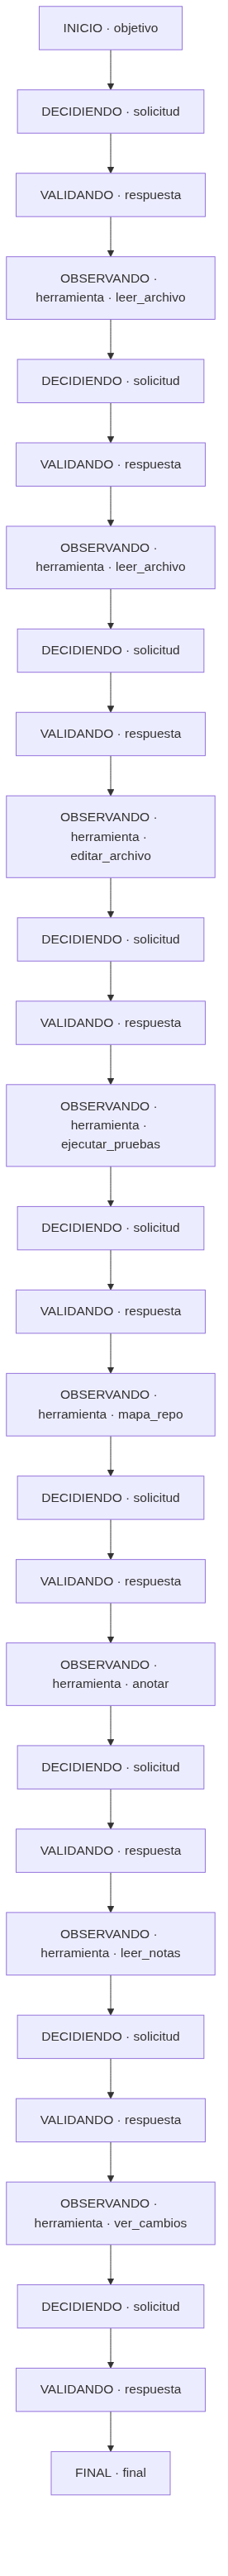 INICIO · objetivo
DECIDIENDO · solicitud
VALIDANDO · respuesta
OBSERVANDO ·
herramienta · leer_archivo
DECIDIENDO · solicitud
VALIDANDO · respuesta
OBSERVANDO ·
herramienta · leer_archivo
DECIDIENDO · solicitud
VALIDANDO · respuesta
OBSERVANDO ·
herramienta ·
editar_archivo
DECIDIENDO · solicitud
VALIDANDO · respuesta
OBSERVANDO ·
herramienta ·
ejecutar_pruebas
DECIDIENDO · solicitud
VALIDANDO · respuesta
OBSERVANDO ·
herramienta · mapa_repo
DECIDIENDO · solicitud
VALIDANDO · respuesta
OBSERVANDO ·
herramienta · anotar
DECIDIENDO · solicitud
VALIDANDO · respuesta
OBSERVANDO ·
herramienta · leer_notas
DECIDIENDO · solicitud
VALIDANDO · respuesta
OBSERVANDO ·
herramienta · ver_cambios
DECIDIENDO · solicitud
VALIDANDO · respuesta
FINAL · final